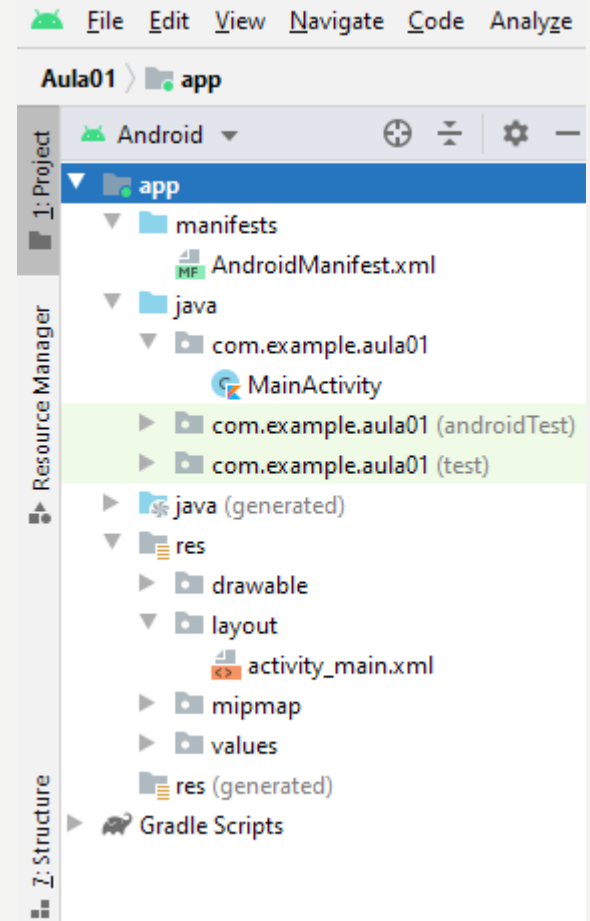 File Edit View Navigate Code Analyze
Aula01 app
Android
1: Project
app
manifests
MF AndroidManifest.xml
java
com.example.aula01
MainActivity
com.example.aula01 (androidTest)
com.example.aula01 (test)
Resource Manager
java (generated)
res
drawable
layout
activity_main.xml
mipmap
values
res (generated)
Gradle Scripts
7: Structure